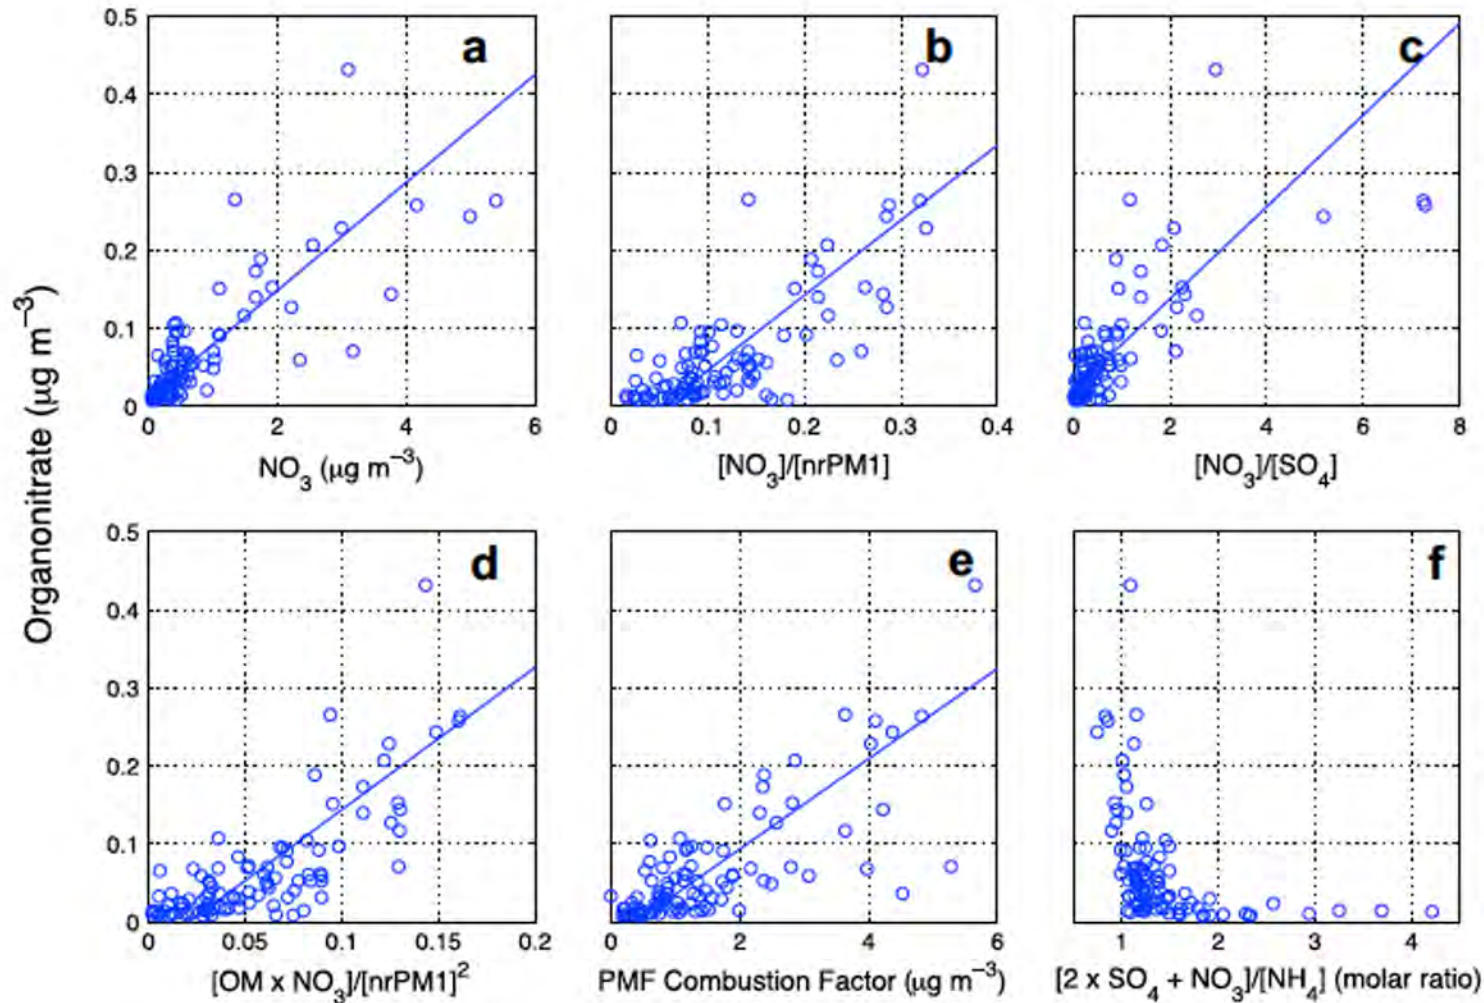 Organonitrate (μg m⁻³)
a
0.5
0.4
0.3
0.2
0.1
0
0 2 4 6
NO₃ (μg m⁻³)
b
0 0.1 0.2 0.3 0.4
[NO₃]/[nrPM1]
c
0 2 4 6 8
[NO₃]/[SO₄]
d
0.5
0.4
0.3
0.2
0.1
0
0 0.05 0.1 0.15 0.2
[OM x NO₃]/[nrPM1]²
e
0 2 4 6
PMF Combustion Factor (μg m⁻³)
f
1 2 3 4
[2 x SO₄ + NO₃]/[NH₄] (molar ratio)